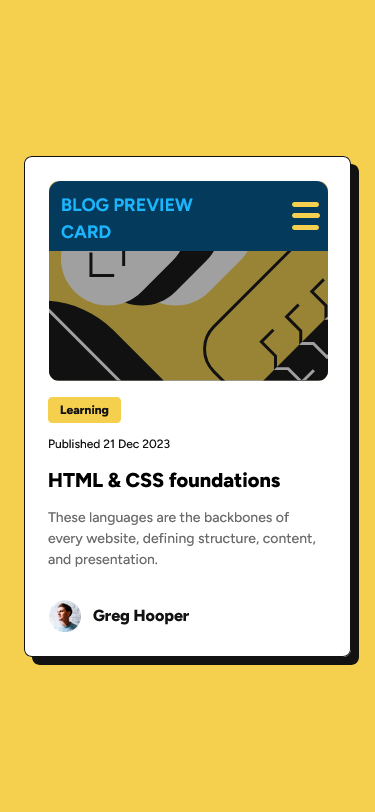 BLOG PREVIEW
CARD
Learning
Published 21 Dec 2023
HTML & CSS foundations
These languages are the backbones of
every website, defining structure, content,
and presentation.
Greg Hooper